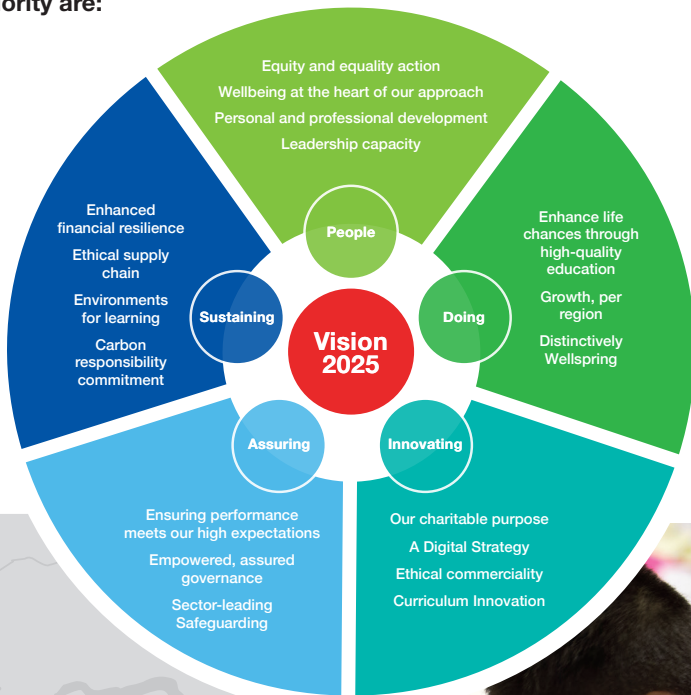 ority are:
Equity and equality action
Wellbeing at the heart of our approach
Personal and professional development
Leadership capacity
People
Enhance life
chances through
high-quality
education
Growth, per
region
Distinctively
Wellspring
Doing
Our charitable purpose
A Digital Strategy
Ethical commerciality
Curriculum Innovation
Innovating
Ensuring performance
meets our high expectations
Empowered, assured
governance
Sector-leading
Safeguarding
Assuring
Enhanced
financial resilience
Ethical supply
chain
Environments
for learning
Carbon
responsibility
commitment
Sustaining
Vision
2025